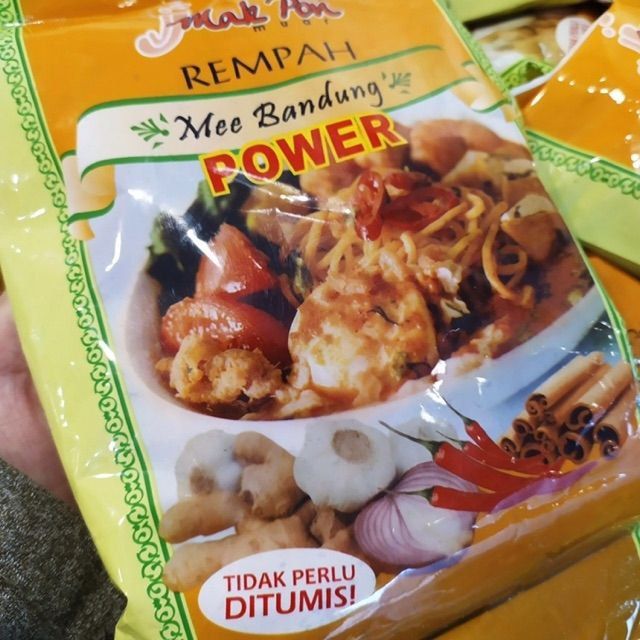 Mak Pon
REMPAH
Mee Bandung
POWER
TIDAK PERLU
DITUMIS!